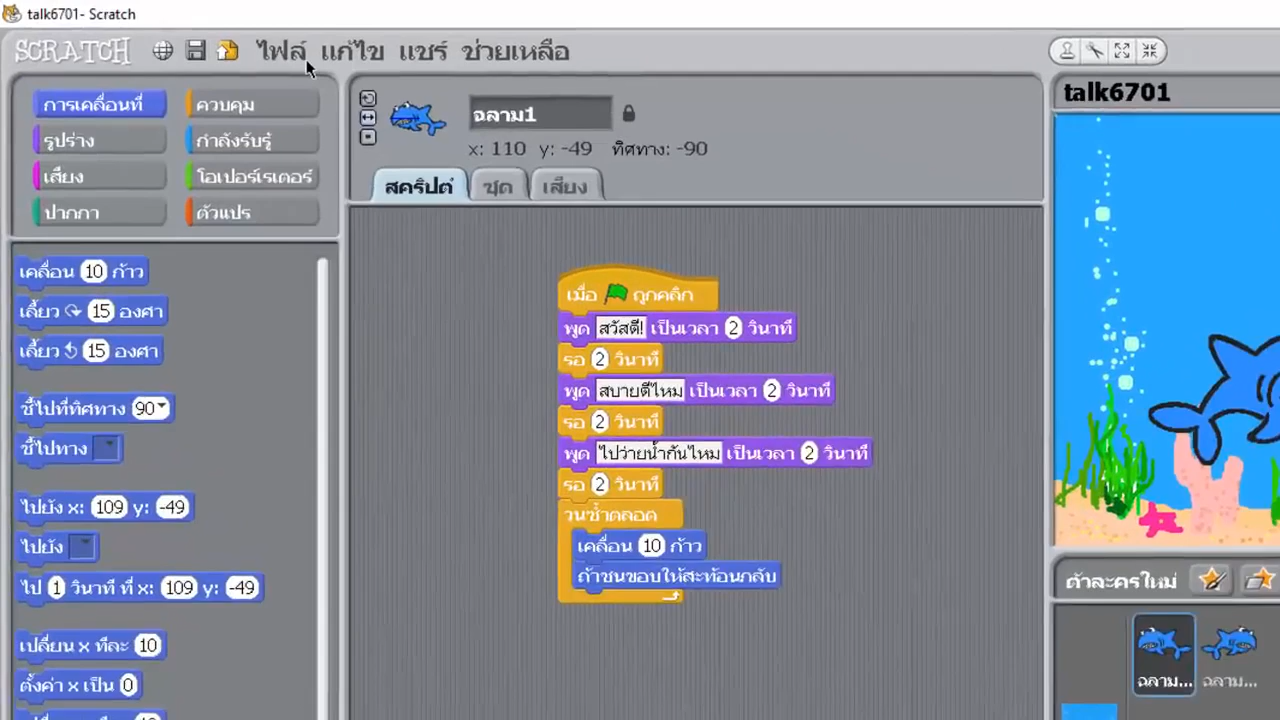 talk6701- Scratch
SCRATCH ไฟล์ แก้ไข แชร์ ช่วยเหลือ
การเคลื่อนที่ ควบคุม
รูปร่าง กำลังรับรู้
เสียง โอเปอร์เรเตอร์
ปากกา ตัวแปร
เคลื่อน 10 ก้าว
เลี้ยว 15 องศา
เลี้ยว 15 องศา
ชี้ไปที่ทิศทาง 90
ชี้ไปทาง
ไปยัง x: 109 y: -49
ไปยัง
ไป 1 วินาที ที่ x: 109 y: -49
เปลี่ยน x ทีละ 10
ตั้งค่า x เป็น 0
ฉลาม1
x: 110 y: -49 ทิศทาง: -90
สคริปต์ ชุด เสียง
เมื่อ ถูกคลิก
พูด สวัสดี! เป็นเวลา 2 วินาที
รอ 2 วินาที
พูด สบายดีไหม เป็นเวลา 2 วินาที
รอ 2 วินาที
พูด ไปว่ายน้ำกันไหม เป็นเวลา 2 วินาที
รอ 2 วินาที
วนซ้ำตลอด
เคลื่อน 10 ก้าว
ถ้าชนขอบให้สะท้อนกลับ
talk6701
ตัวละครใหม่
ฉลาม... ฉลาม...